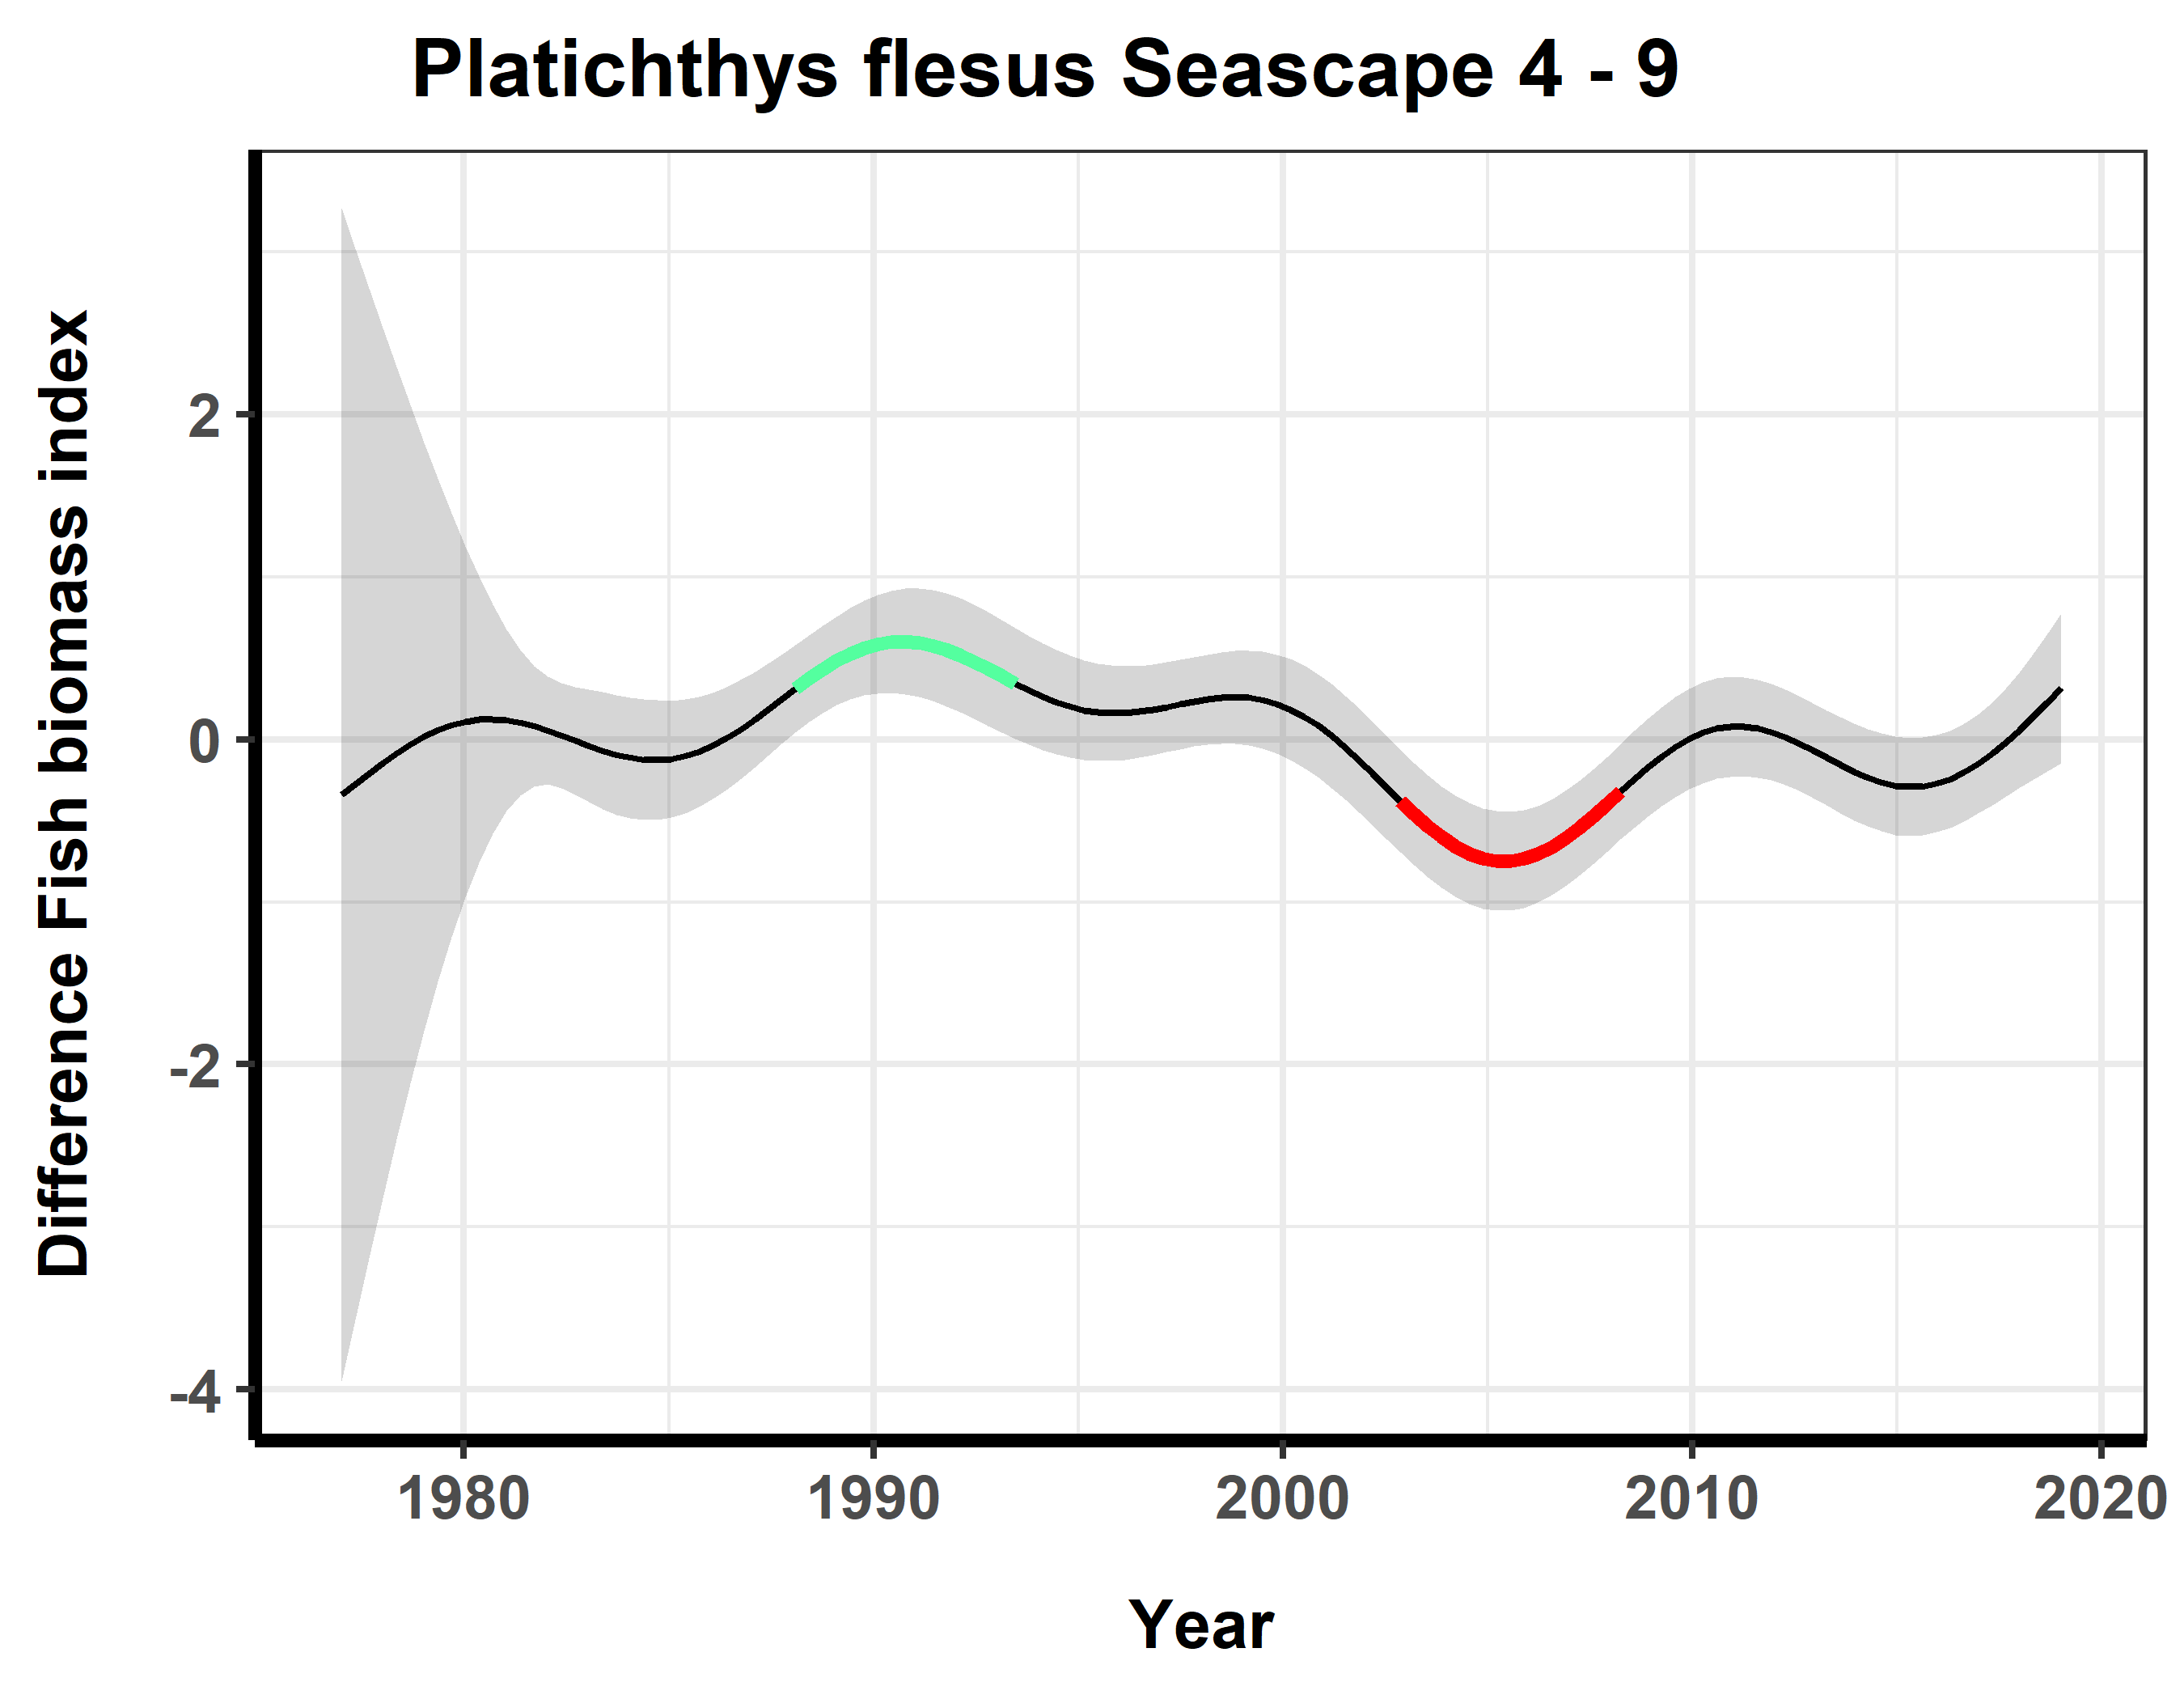 Platichthys flesus Seascape 4 - 9
Difference Fish biomass index
2
0
-2
-4
1980 1990 2000 2010 2020
Year